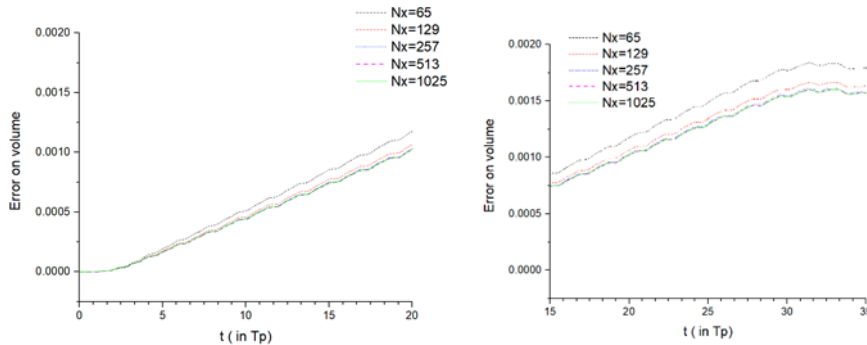 Nx=65
Nx=129
Nx=257
Nx=513
Nx=1025
0.0020
0.0015
0.0010
0.0005
0.0000
Error on volume
0 5 10 15 20
t ( in Tp)
Nx=65
Nx=129
Nx=257
Nx=513
Nx=1025
0.0020
0.0015
0.0010
0.0005
0.0000
Error on volume
15 20 25 30 35
t ( in Tp)